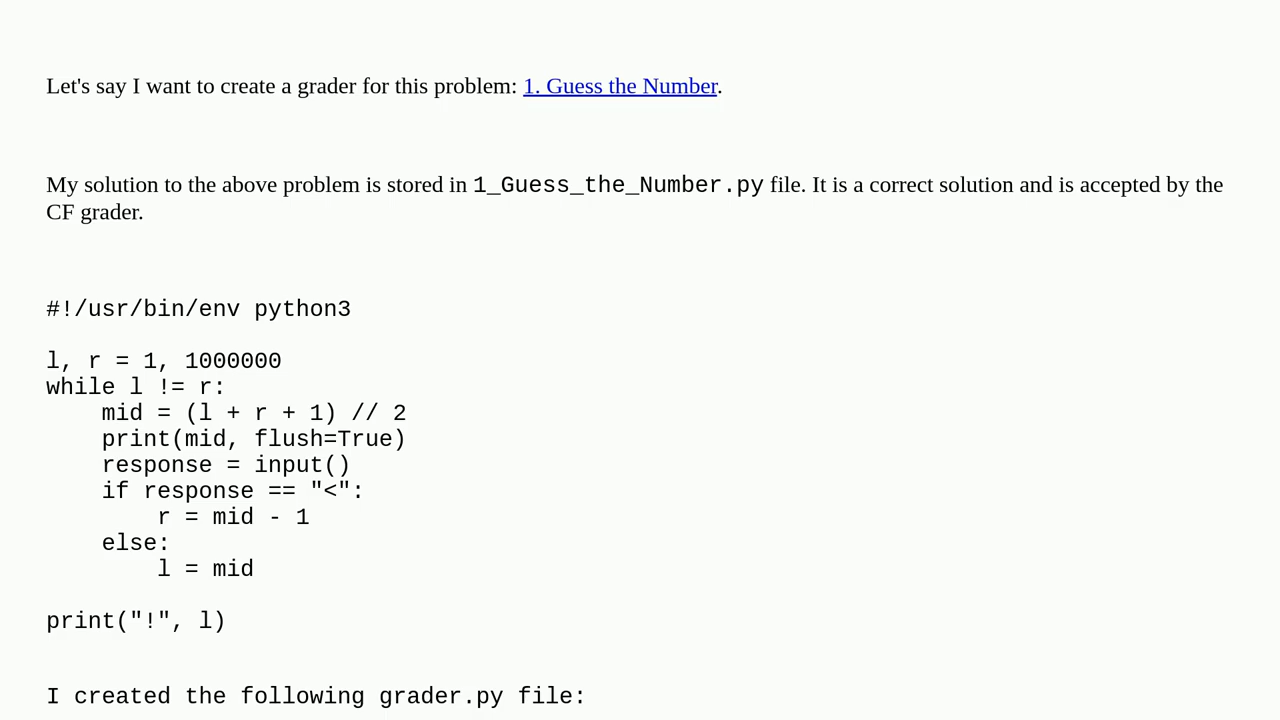 Let's say I want to create a grader for this problem: 1. Guess the Number.
My solution to the above problem is stored in 1_Guess_the_Number.py file. It is a correct solution and is accepted by the
CF grader.
#!/usr/bin/env python3
l, r = 1, 1000000
while l != r:
    mid = (l + r + 1) // 2
    print(mid, flush=True)
    response = input()
    if response == "<":
        r = mid - 1
    else:
        l = mid
print("!", l)
I created the following grader.py file: